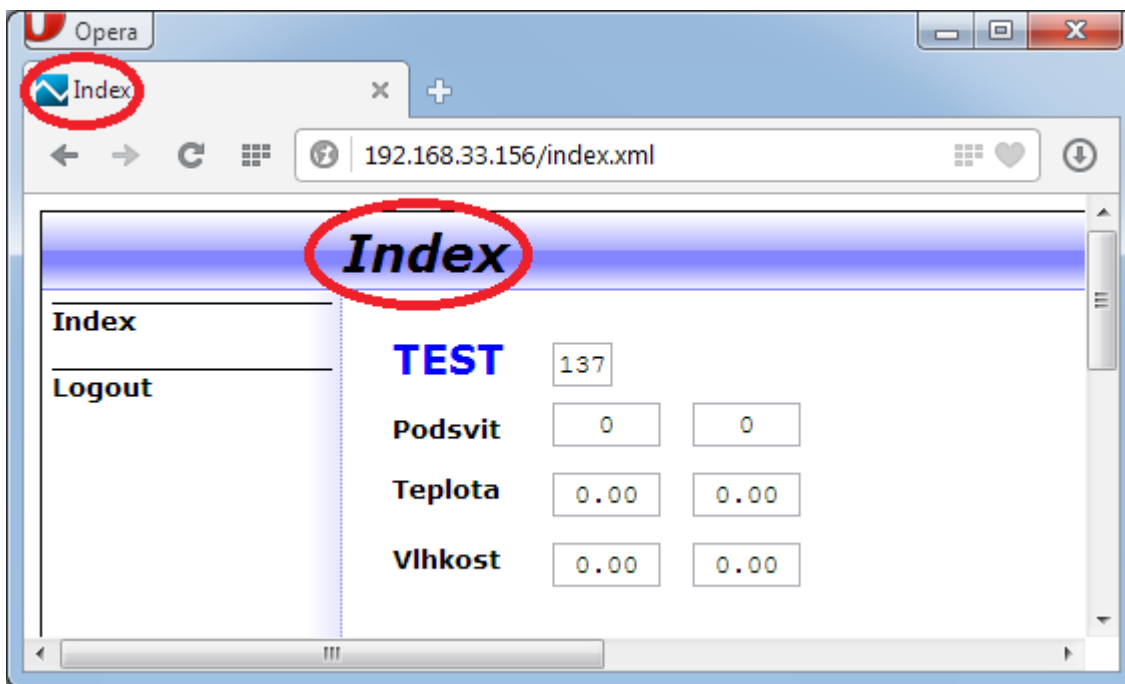 Opera
Index
192.168.33.156/index.xml
Index
Index
Logout
TEST 137
Podsvit 0 0
Teplota 0.00 0.00
Vlhkost 0.00 0.00